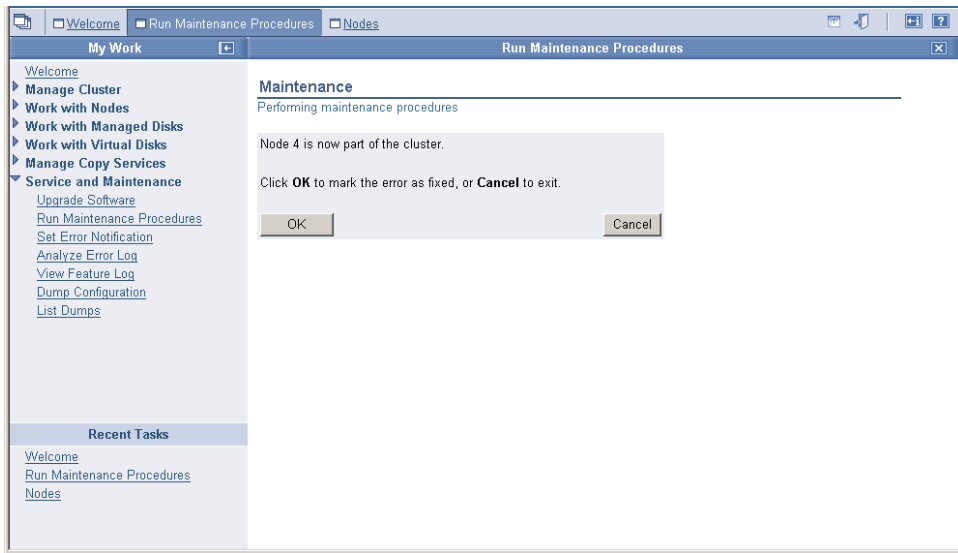 Welcome Run Maintenance Procedures Nodes
My Work
Run Maintenance Procedures
Welcome
Manage Cluster
Work with Nodes
Work with Managed Disks
Work with Virtual Disks
Manage Copy Services
Service and Maintenance
Upgrade Software
Run Maintenance Procedures
Set Error Notification
Analyze Error Log
View Feature Log
Dump Configuration
List Dumps
Recent Tasks
Welcome
Run Maintenance Procedures
Nodes
Maintenance
Performing maintenance procedures
Node 4 is now part of the cluster.
Click OK to mark the error as fixed, or Cancel to exit.
OK Cancel